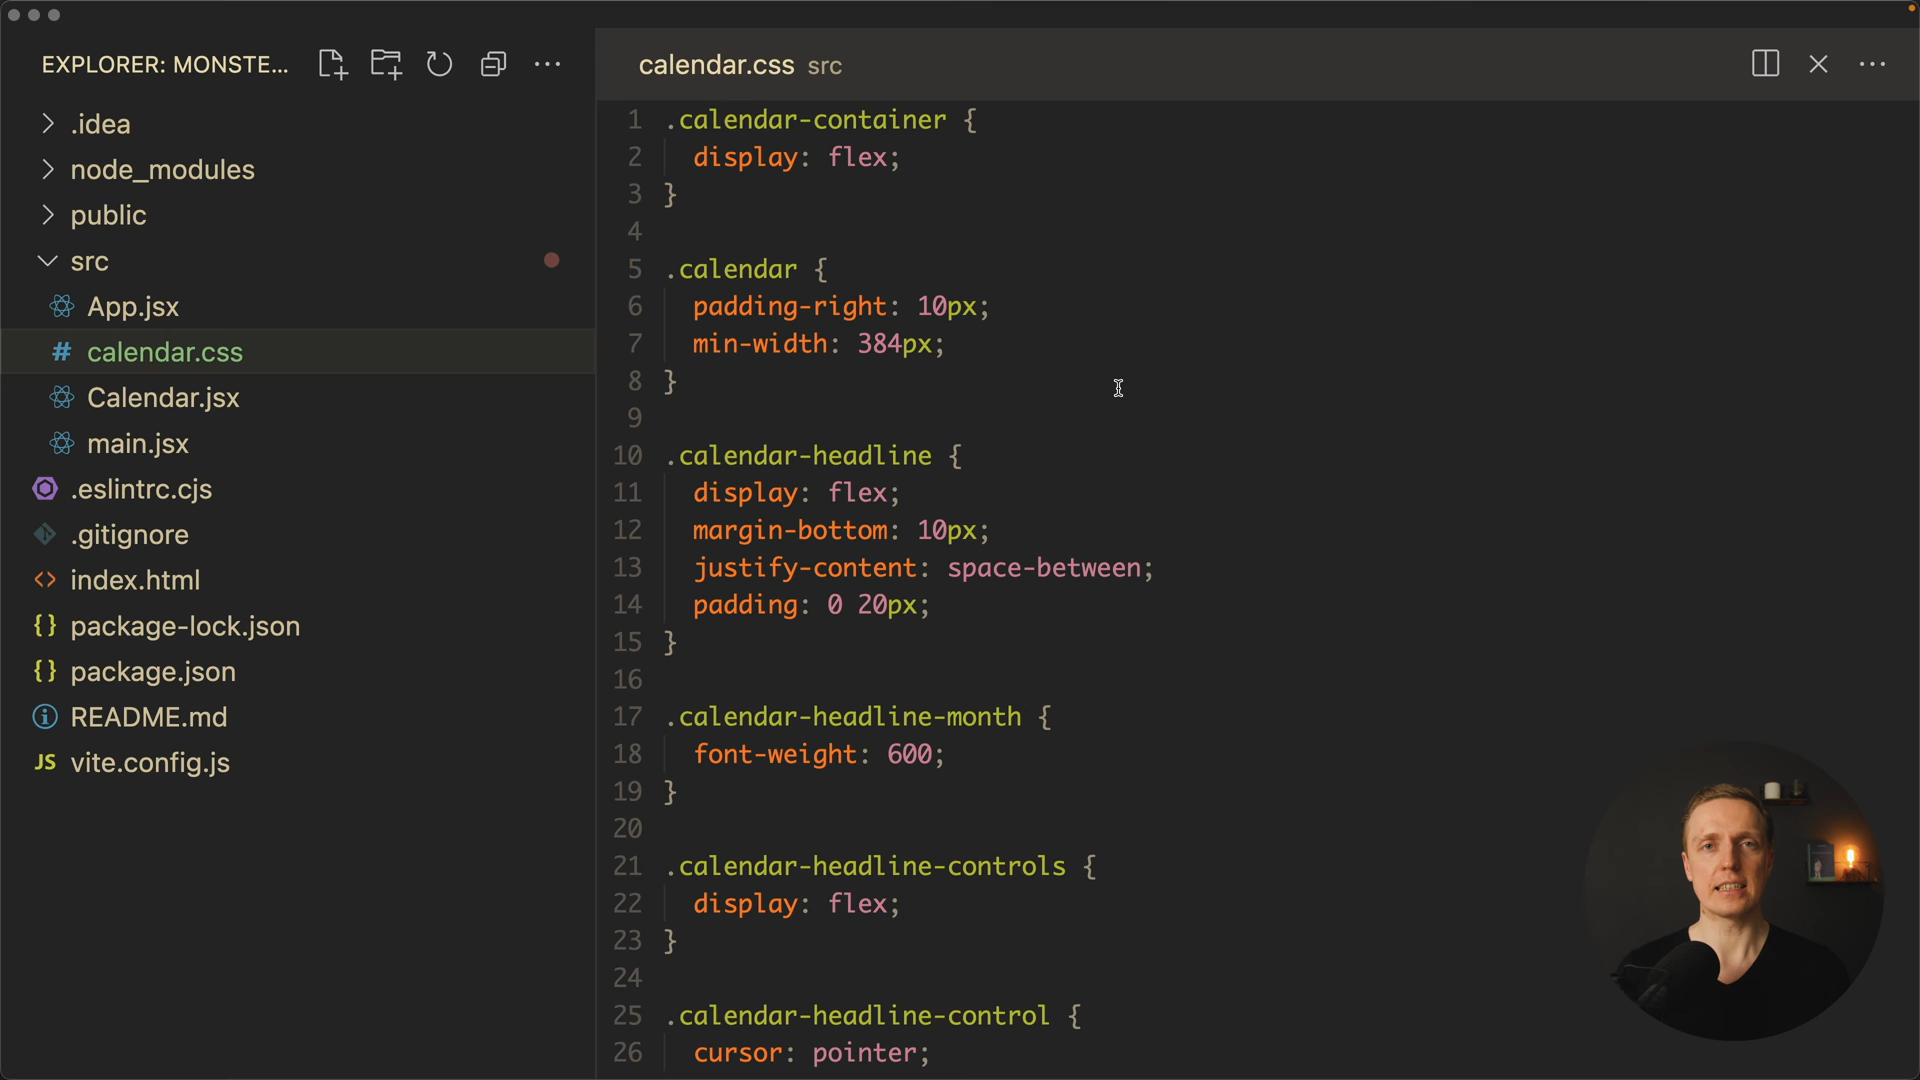 EXPLORER: MONSTE...
.idea
node_modules
public
src
App.jsx
# calendar.css
Calendar.jsx
main.jsx
.eslintrc.cjs
.gitignore
<> index.html
{} package-lock.json
{} package.json
README.md
JS vite.config.js
calendar.css src
1 .calendar-container {
2 display: flex;
3 }
4
5 .calendar {
6 padding-right: 10px;
7 min-width: 384px;
8 }
9
10 .calendar-headline {
11 display: flex;
12 margin-bottom: 10px;
13 justify-content: space-between;
14 padding: 0 20px;
15 }
16
17 .calendar-headline-month {
18 font-weight: 600;
19 }
20
21 .calendar-headline-controls {
22 display: flex;
23 }
24
25 .calendar-headline-control {
26 cursor: pointer;